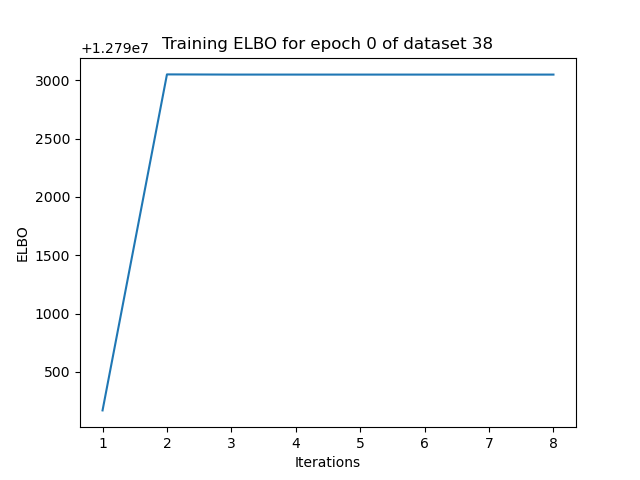 +1.279e7
Training ELBO for epoch 0 of dataset 38
3000
2500
2000
1500
1000
500
ELBO
1 2 3 4 5 6 7 8
Iterations